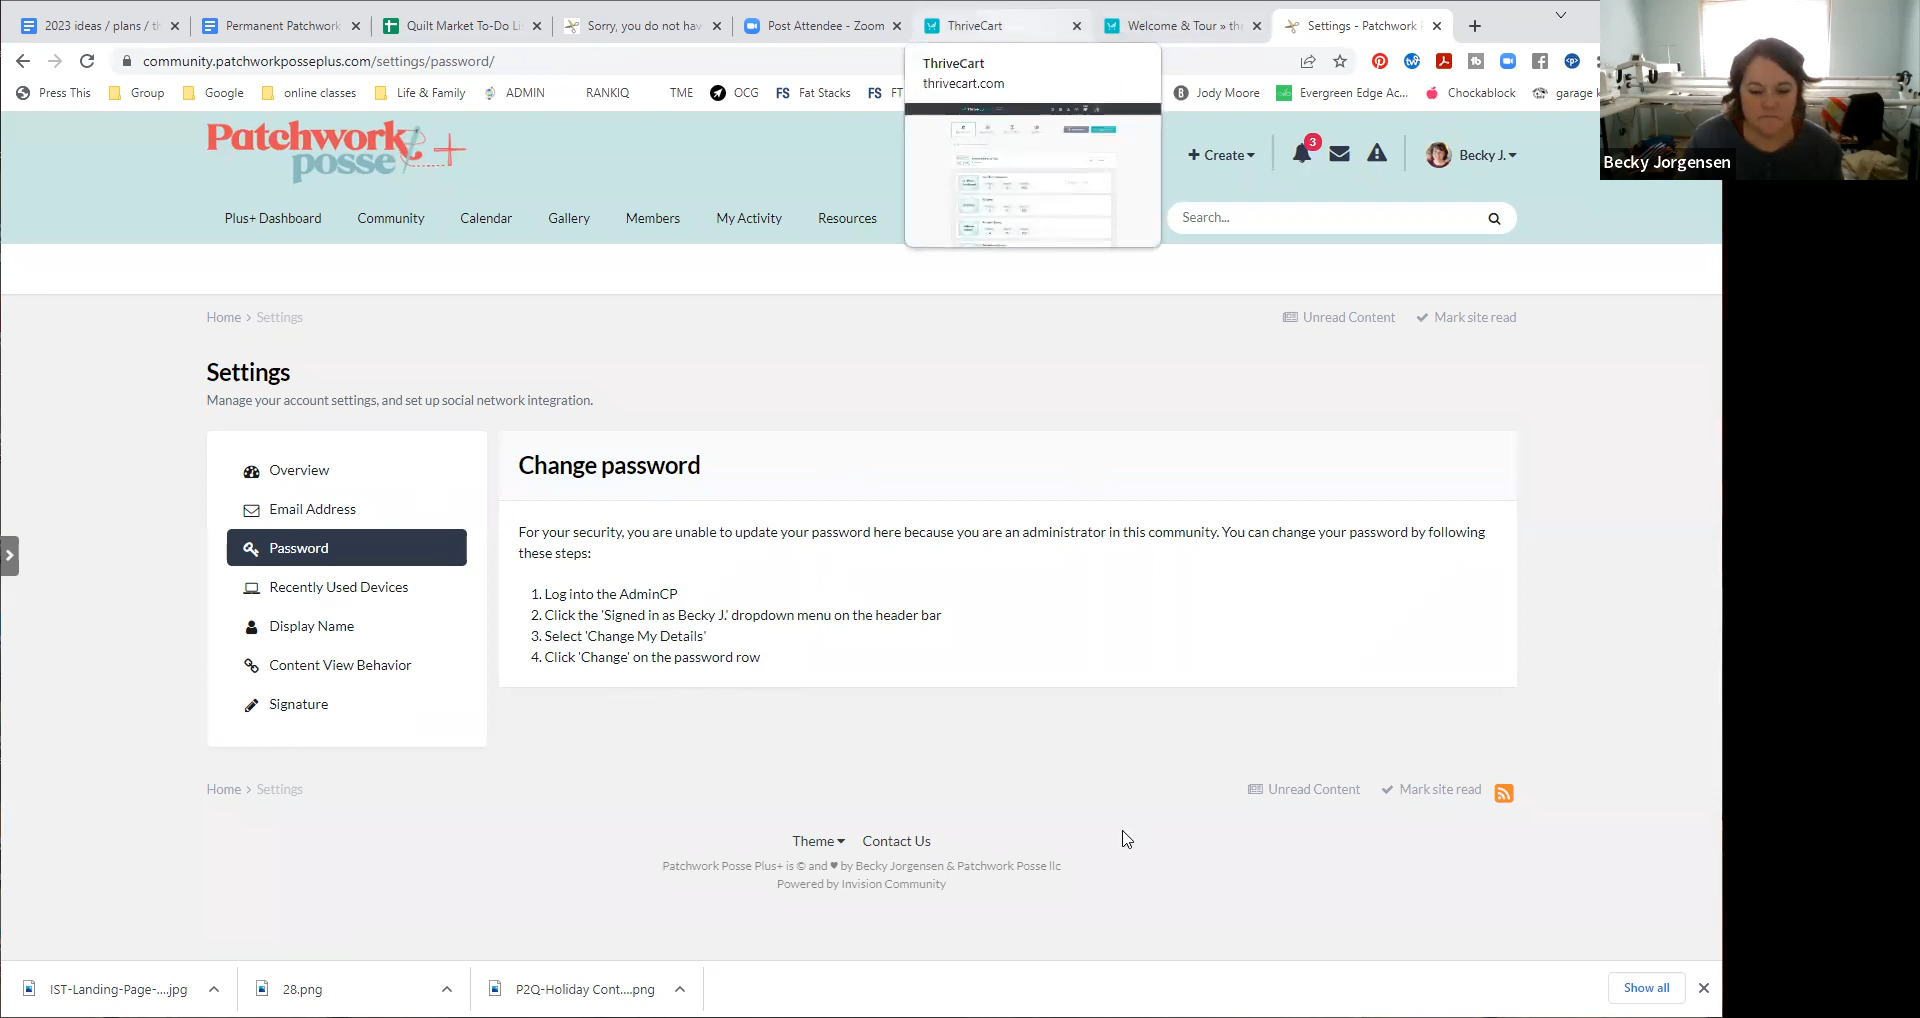 2023 ideas / plans / th
Permanent Patchwork
Quilt Market To-Do Li
Sorry, you do not hav
Post Attendee - Zoom
ThriveCart
Welcome & Tour » thr
Settings - Patchwork P
community.patchworkposseplus.com/settings/password/
ThriveCart
thrivecart.com
Press This
Group
Google
online classes
Life & Family
ADMIN
RANKIQ
TME
OCG
FS Fat Stacks
FS FT
Jody Moore
Evergreen Edge Ac...
Chockablock
garage
Becky Jorgensen
Patchwork
posse
+ Create
3
Becky J.
Plus+ Dashboard
Community
Calendar
Gallery
Members
My Activity
Resources
Search...
Home > Settings
Unread Content
Mark site read
Settings
Manage your account settings, and set up social network integration.
Overview
Email Address
Password
Recently Used Devices
Display Name
Content View Behavior
Signature
Change password
For your security, you are unable to update your password here because you are an administrator in this community. You can change your password by following
these steps:
1. Log into the AdminCP
2. Click the 'Signed in as Becky J.' dropdown menu on the header bar
3. Select 'Change My Details'
4. Click 'Change' on the password row
Home > Settings
Unread Content
Mark site read
Theme
Contact Us
Patchwork Posse Plus+ is © and ♥ by Becky Jorgensen & Patchwork Posse llc
Powered by Invision Community
IST-Landing-Page-....jpg
28.png
P2Q-Holiday Cont....png
Show all